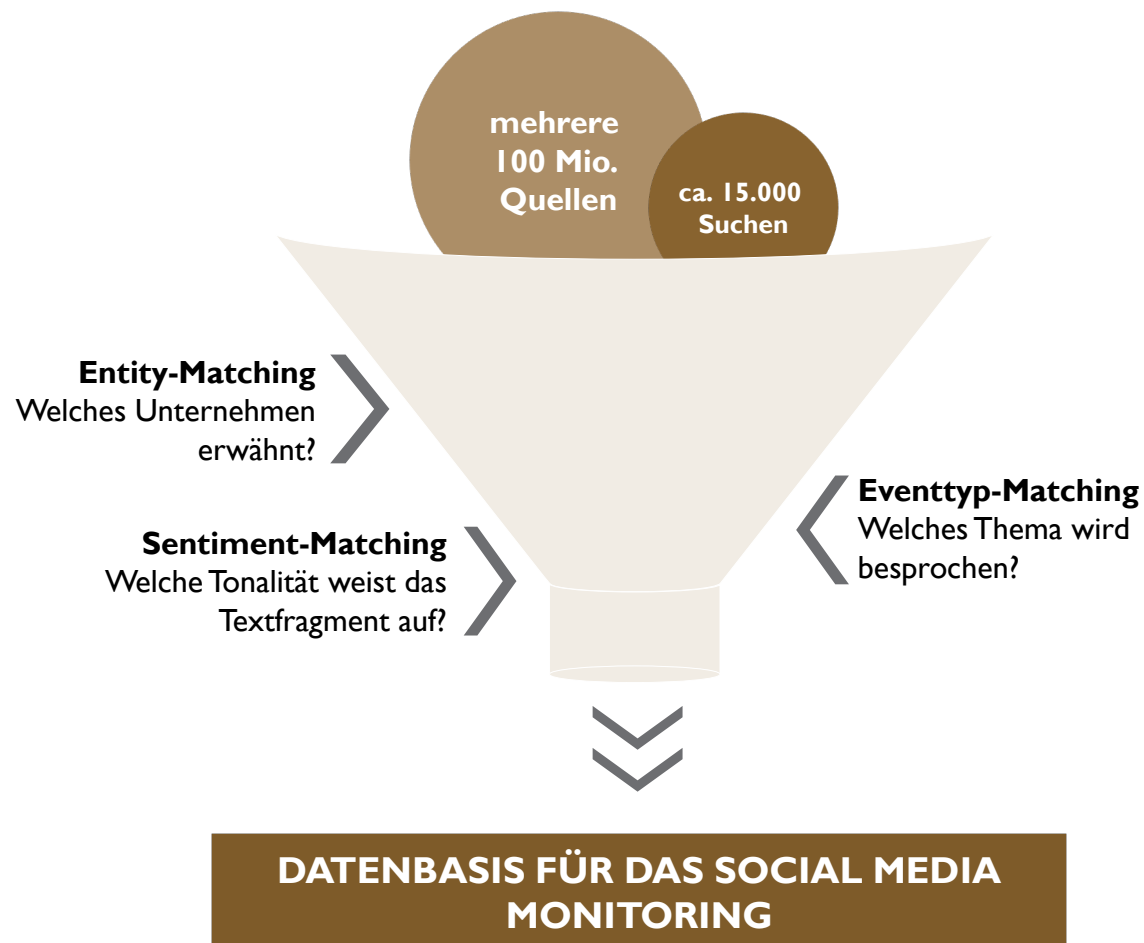 mehrere
100 Mio.
Quellen
ca. 15.000
Suchen
Entity-Matching
Welches Unternehmen
erwähnt?
Eventtyp-Matching
Welches Thema wird
besprochen?
Sentiment-Matching
Welche Tonalität weist das
Textfragment auf?
DATENBASIS FÜR DAS SOCIAL MEDIA
MONITORING